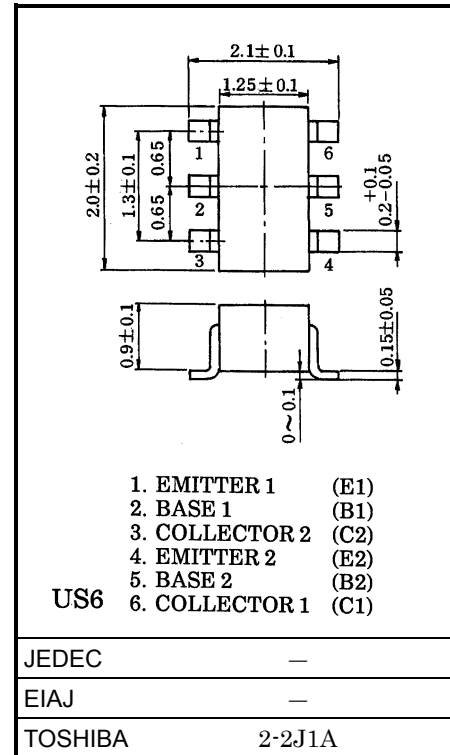 2.1±0.1
1.25±0.1
1
6
2
5
3
4
2.0±0.2
1.3±0.1
0.65
0.65
+0.1
0.2-0.05
0.9±0.1
0.15±0.05
0~0.1
1. EMITTER 1 (E1)
2. BASE 1 (B1)
3. COLLECTOR 2 (C2)
4. EMITTER 2 (E2)
5. BASE 2 (B2)
US6 6. COLLECTOR 1 (C1)
JEDEC —
EIAJ —
TOSHIBA 2-2J1A